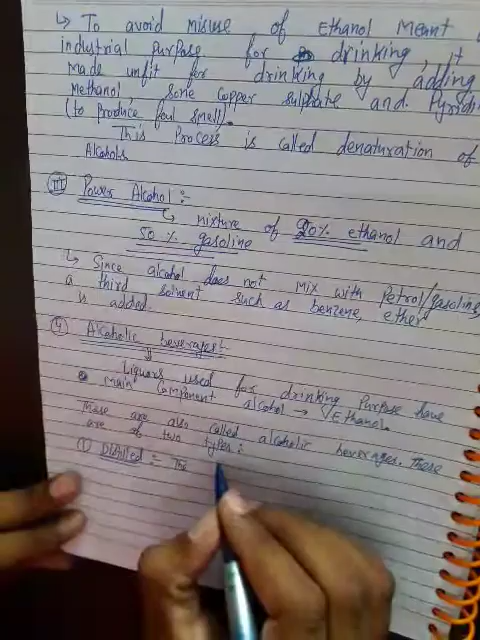 ↳ To avoid misuse of Ethanol Meant
industrial Purpose for drinking, it
made unfit for drinking by adding
Methanol, some Copper sulphate and
(to Produce foul smell).
This Process is called denaturation of
Alcohols
III Power Alcohol :-
↳ mixture of 20% ethanol and
50 % gasoline
↳ Since alcohol does not mix with Petrol/gasoline,
a third solvent such as benzene, ether
is added.
④ Alcoholic beverages :-
Liquors used for drinking Purpose have
main Component alcohol → Ethanol.
These are also called alcoholic beverages. These
are of two types :
① Distilled :- The